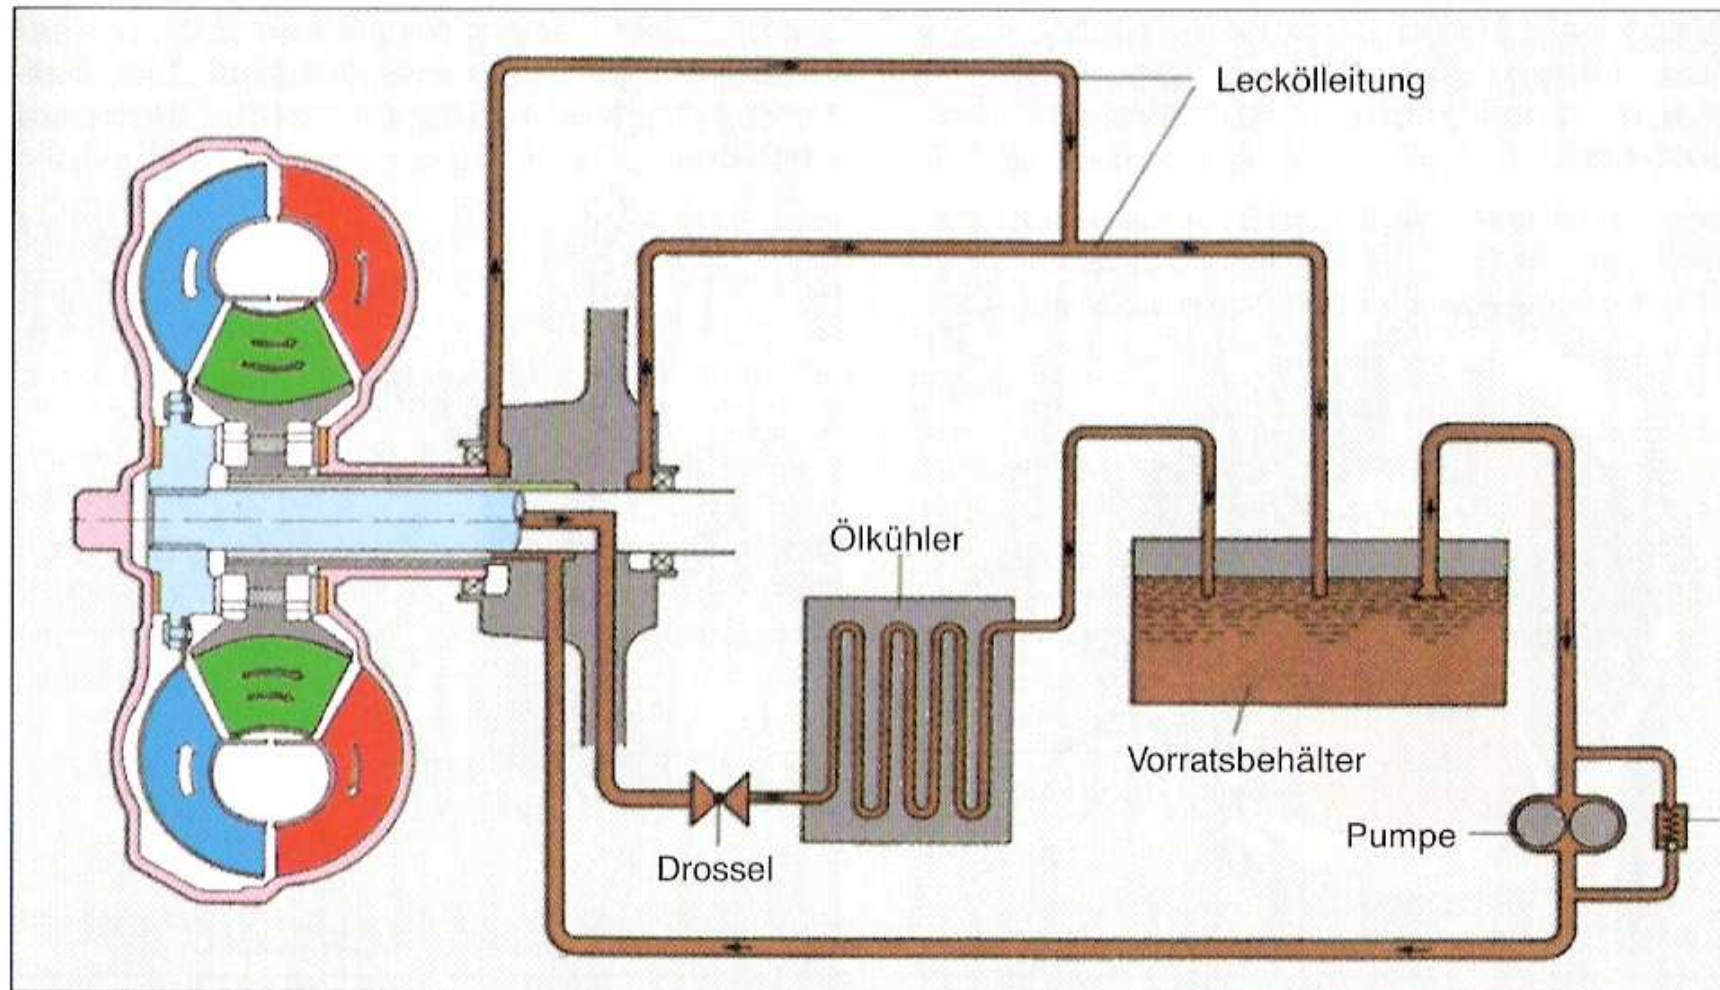 Leckölleitung
Ölkühler
Vorratsbehälter
Pumpe
Drossel